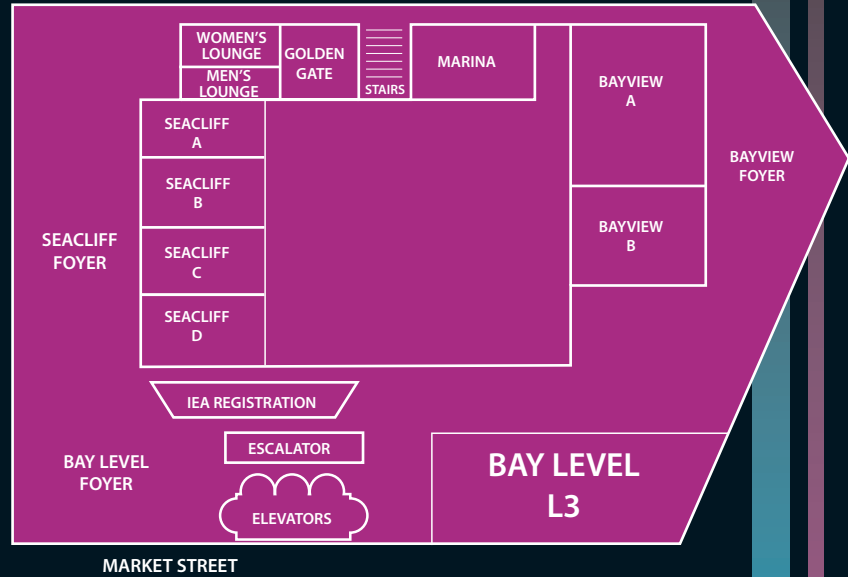 WOMEN'S
LOUNGE
MEN'S
LOUNGE
GOLDEN
GATE
STAIRS
MARINA
BAYVIEW
A
BAYVIEW
FOYER
SEACLIFF
A
SEACLIFF
B
BAYVIEW
B
SEACLIFF
FOYER
SEACLIFF
C
SEACLIFF
D
IEA REGISTRATION
ESCALATOR
BAY LEVEL
FOYER
ELEVATORS
BAY LEVEL
L3
MARKET STREET